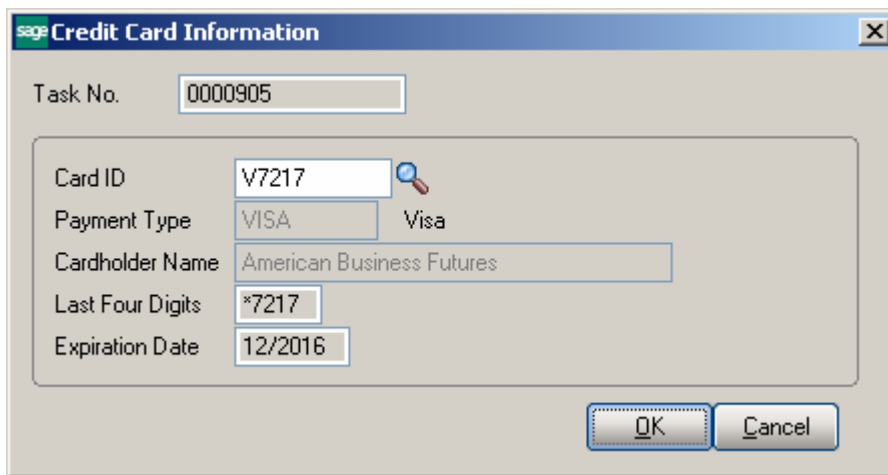 sage Credit Card Information
Task No. 0000905
Card ID V7217
Payment Type VISA Visa
Cardholder Name American Business Futures
Last Four Digits *7217
Expiration Date 12/2016
OK Cancel